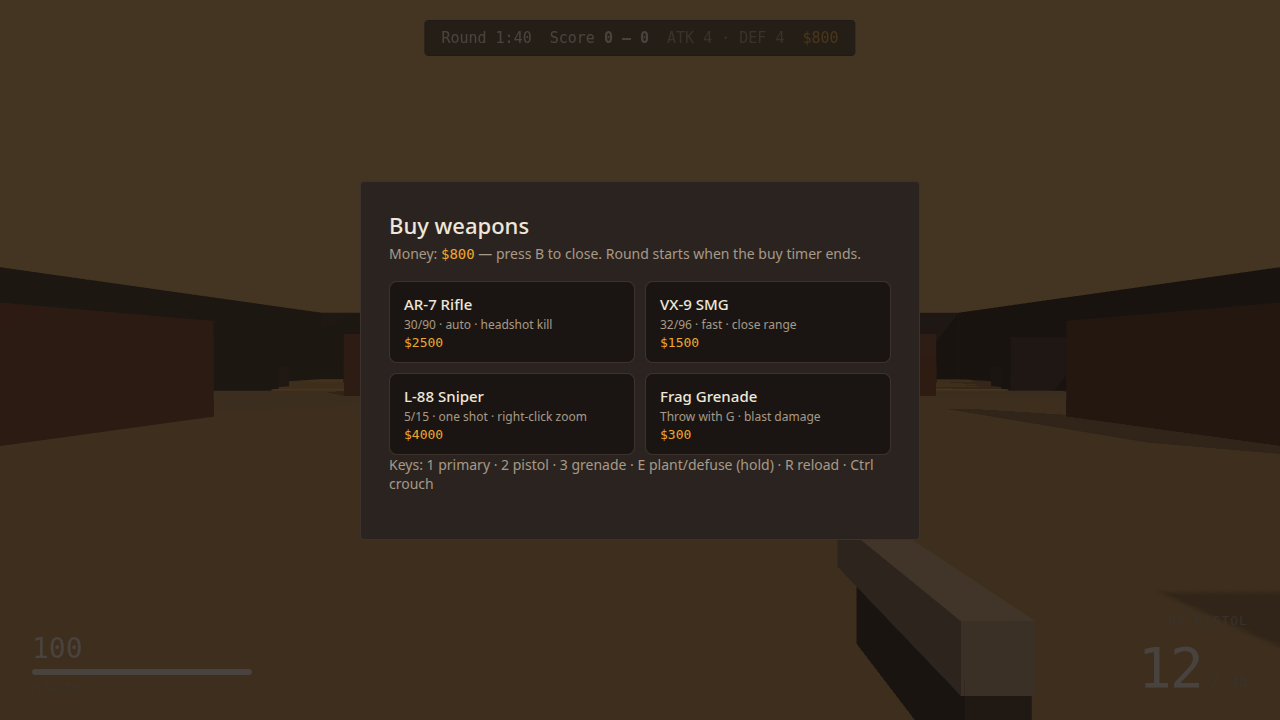 Round 1:40 Score 0 — 0 ATK 4 · DEF 4 $800
Buy weapons
Money: $800 — press B to close. Round starts when the buy timer ends.
AR-7 Rifle
30/90 · auto · headshot kill
$2500
VX-9 SMG
32/96 · fast · close range
$1500
L-88 Sniper
5/15 · one shot · right-click zoom
$4000
Frag Grenade
Throw with G · blast damage
$300
Keys: 1 primary · 2 pistol · 3 grenade · E plant/defuse (hold) · R reload · Ctrl
crouch
100
PISTOL
12